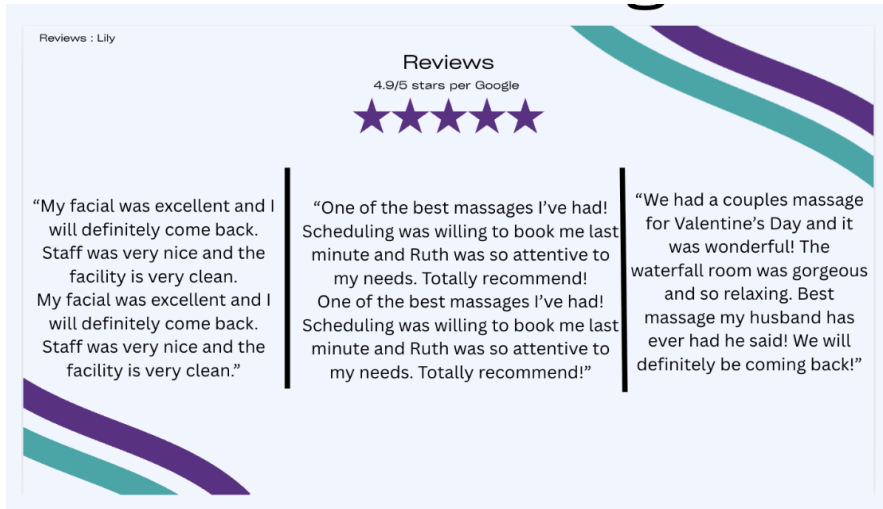 Reviews : Lily
Reviews
4.9/5 stars per Google
“My facial was excellent and I
will definitely come back.
Staff was very nice and the
facility is very clean.
My facial was excellent and I
will definitely come back.
Staff was very nice and the
facility is very clean.”
“One of the best massages I’ve had!
Scheduling was willing to book me last
minute and Ruth was so attentive to
my needs. Totally recommend!
One of the best massages I’ve had!
Scheduling was willing to book me last
minute and Ruth was so attentive to
my needs. Totally recommend!”
“We had a couples massage
for Valentine’s Day and it
was wonderful! The
waterfall room was gorgeous
and so relaxing. Best
massage my husband has
ever had he said! We will
definitely be coming back!”